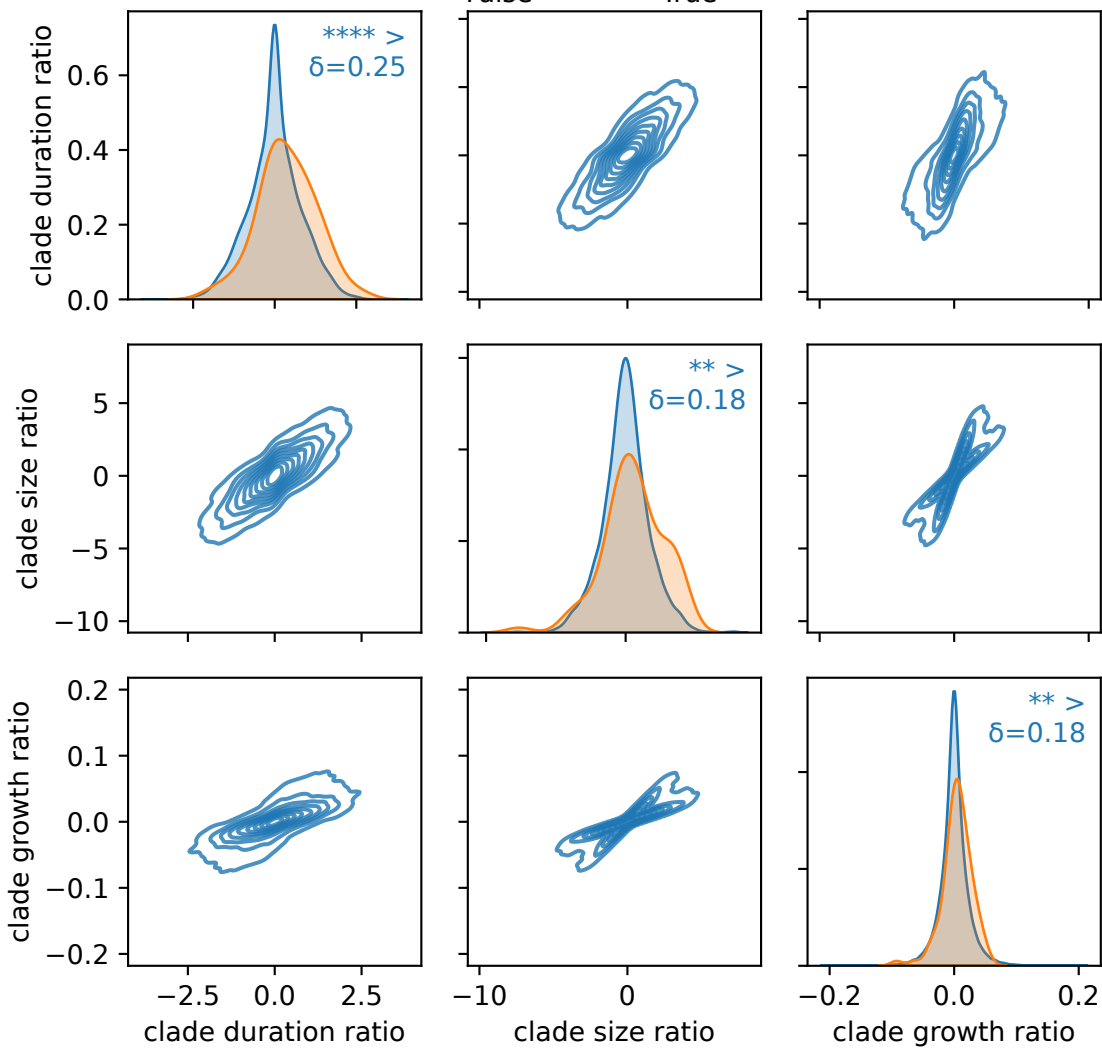 clade duration ratio
0.6
0.4
0.2
0.0
**** >
δ=0.25
clade size ratio
5
0
−5
−10
** >
δ=0.18
clade growth ratio
0.2
0.1
0.0
−0.1
−0.2
** >
δ=0.18
−2.5 0.0 2.5
−10 0
−0.2 0.0 0.2
clade duration ratio
clade size ratio
clade growth ratio